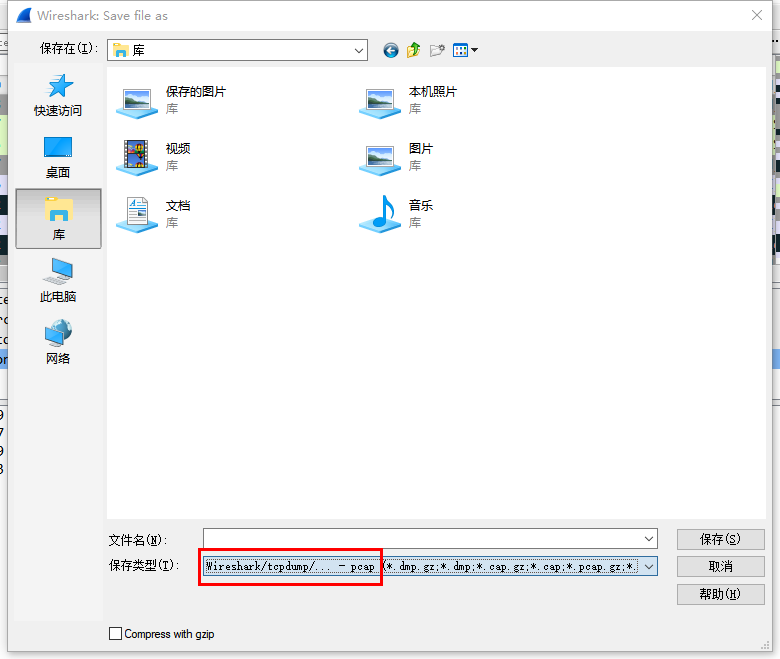 Wireshark: Save file as
保存在(I):
库
快速访问
桌面
库
此电脑
网络
保存的图片
库
本机照片
库
视频
库
图片
库
文档
库
音乐
库
文件名(N):
保存(S)
保存类型(T):
Wireshark/tcpdump/... - pcap (*.dmp.gz;*.dmp;*.cap.gz;*.cap;*.pcap.gz;*.
取消
帮助(H)
Compress with gzip